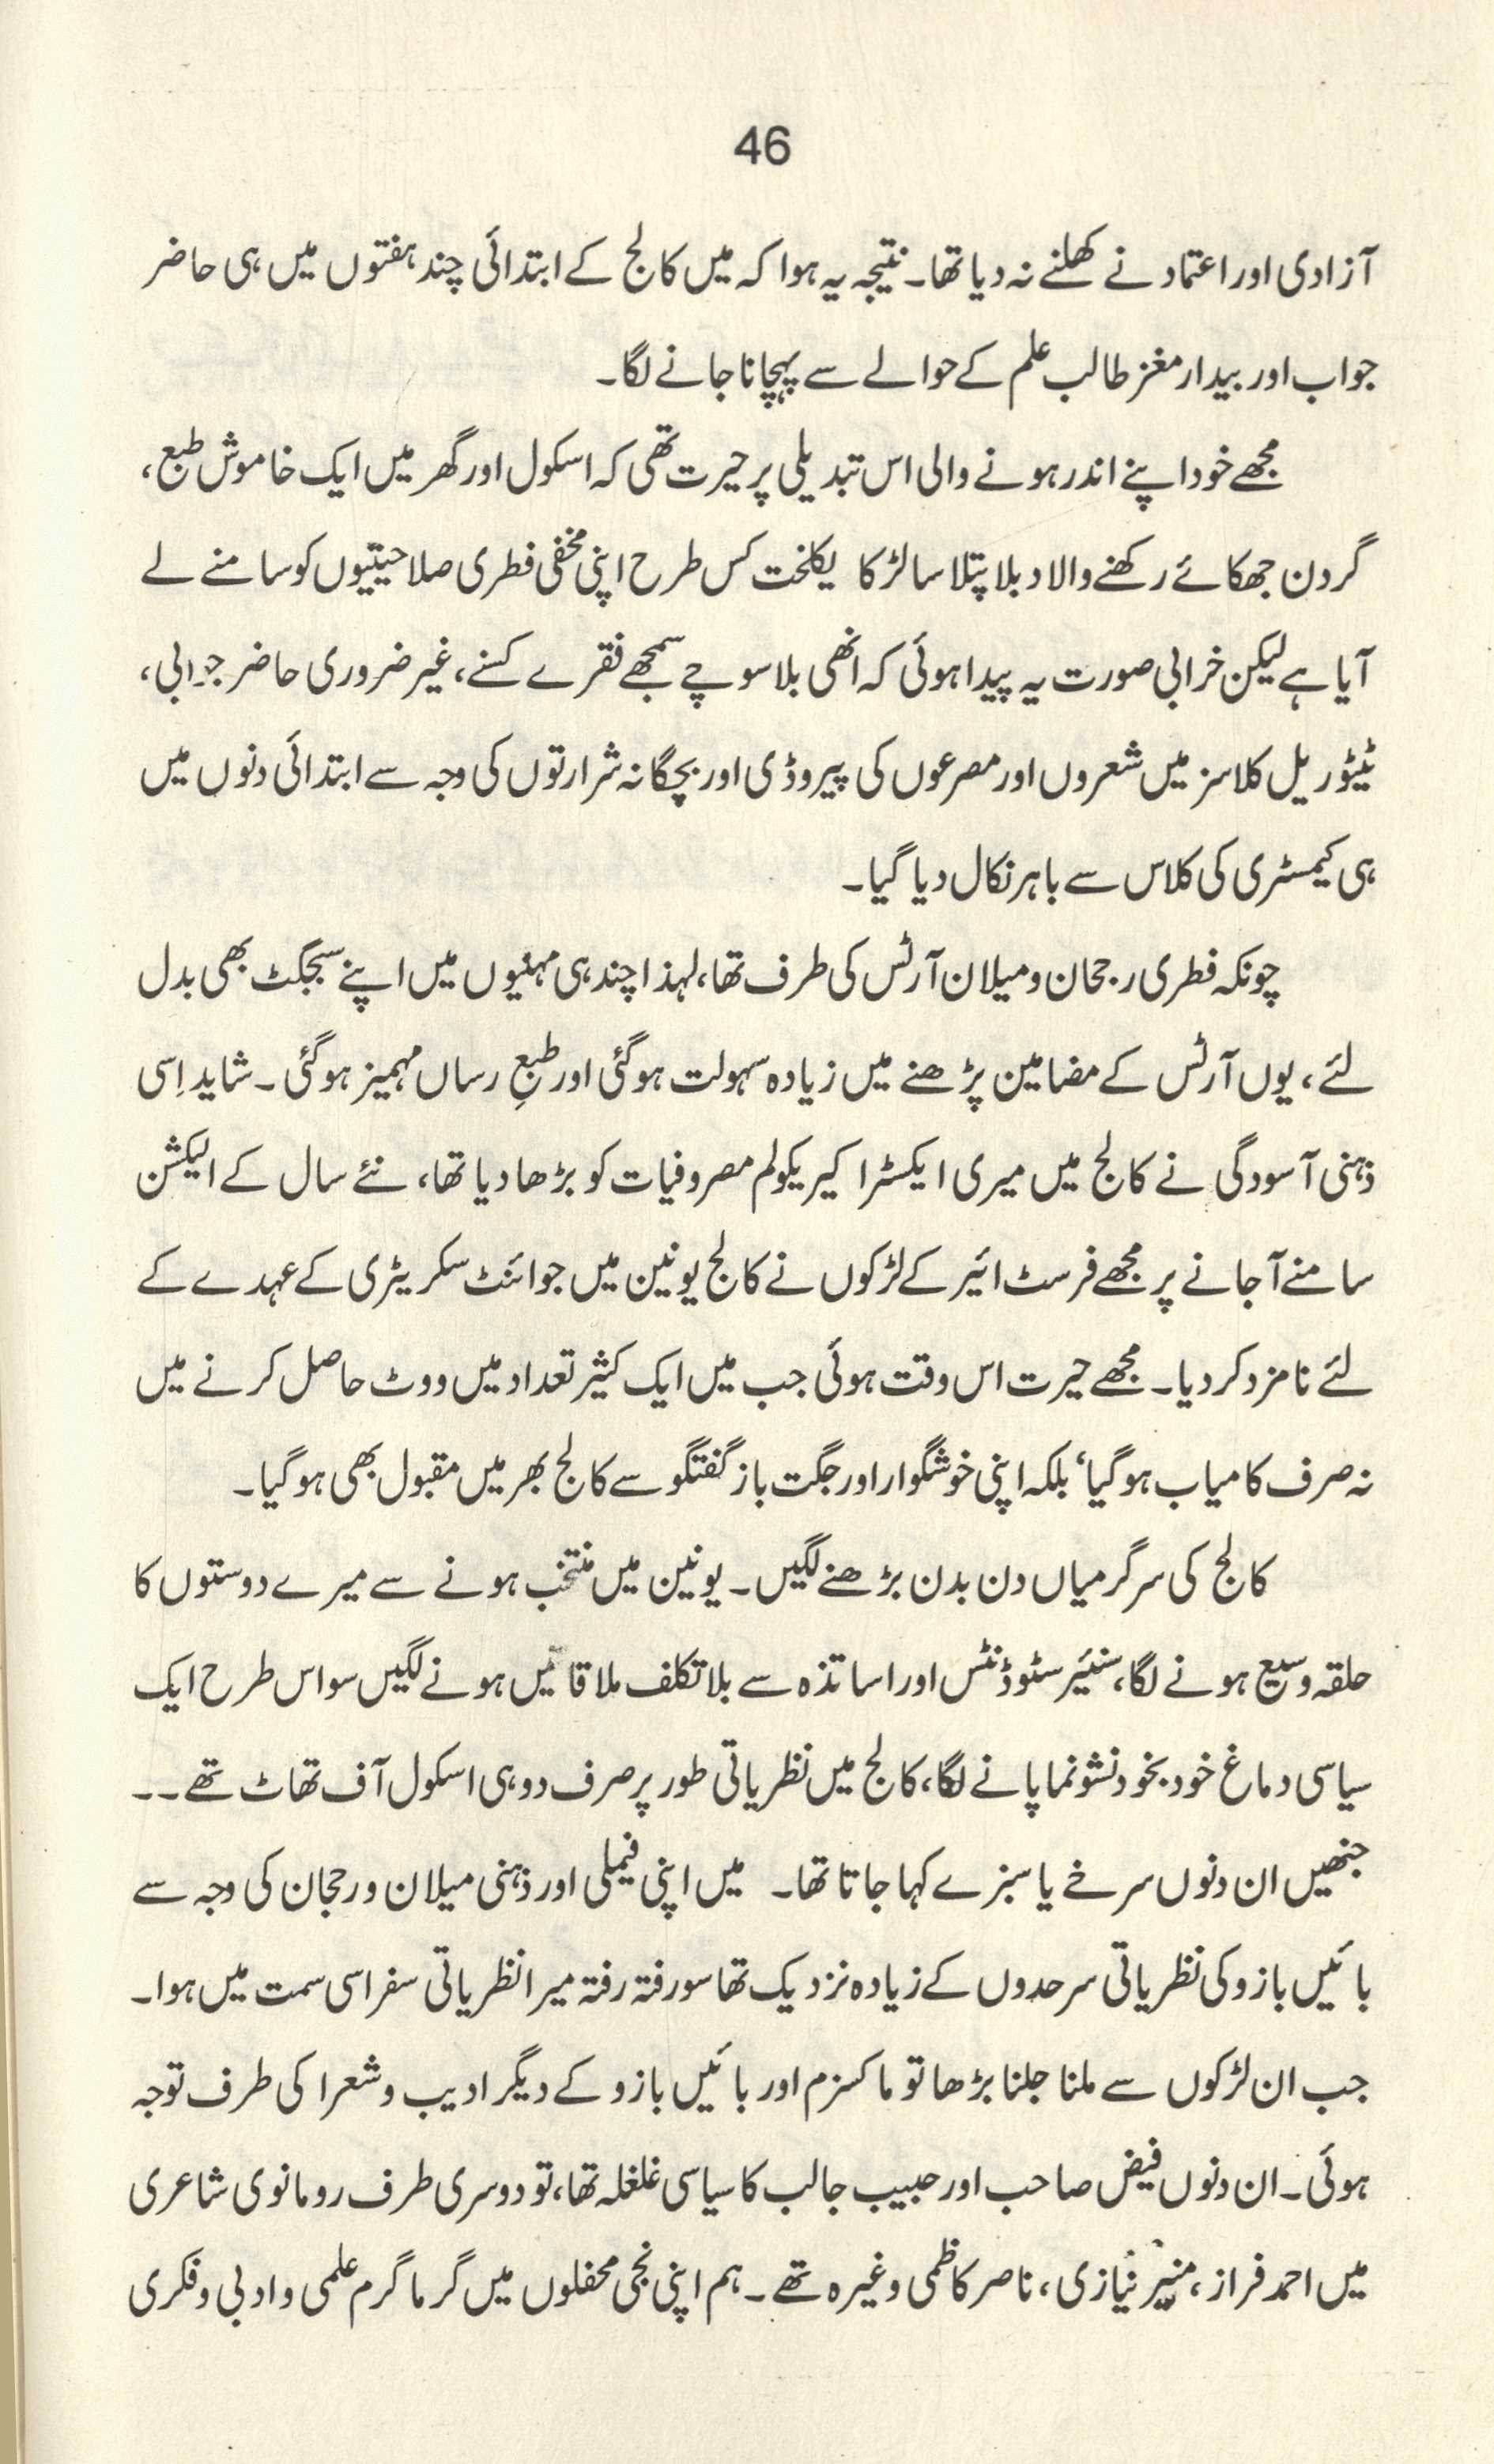 46
آزادی اور اعتماد نے کھلنے نہ دیا تھا۔ نتیجہ یہ ہوا کہ میں کالج کے ابتدائی چند ہفتوں میں ہی حاضر
جواب اور بیدار مغز طالب علم کے حوالے سے پہچانا جانے لگا۔
مجھے خود اپنے اندر ہونے والی اس تبدیلی پر حیرت تھی کہ اسکول اور گھر میں ایک خاموش طبع،
گردن جھکائے رکھنے والا دبلا پتلا سا لڑکا یکلخت کس طرح اپنی مخفی فطری صلاحیتیوں کو سامنے لے
آیا ہے لیکن خرابی صورت یہ پیدا ہوئی کہ انھی بلا سوچے سمجھے فقرے کسنے، غیر ضروری حاضر جوابی،
ٹیٹوریل کلاسز میں شعروں اور مصرعوں کی پیروڈی اور بچگانہ شرارتوں کی وجہ سے ابتدائی دنوں میں
ہی کیمسٹری کی کلاس سے باہر نکال دیا گیا۔
چونکہ فطری رجحان و میلان آرٹس کی طرف تھا، لہذا چند ہی مہنیوں میں اپنے سبجکٹ بھی بدل
لئے، یوں آرٹس کے مضامین پڑھنے میں زیادہ سہولت ہو گئی اور طبعِ رساں مہمیز ہو گئی۔ شاید اِسی
ذہنی آسودگی نے کالج میں میری ایکسٹرا کیریکولم مصروفیات کو بڑھا دیا تھا، نئے سال کے الیکشن
سامنے آجانے پر مجھے فرسٹ ائیر کے لڑکوں نے کالج یونین میں جوائنٹ سکریٹری کے عہدے کے
لئے نامزد کر دیا۔ مجھے حیرت اس وقت ہوئی جب میں ایک کثیر تعداد میں ووٹ حاصل کرنے میں
نہ صرف کامیاب ہو گیا، بلکہ اپنی خوشگوار اور جگت باز گفتگو سے کالج بھر میں مقبول بھی ہو گیا۔
کالج کی سرگرمیاں دن بدن بڑھنے لگیں۔ یونین میں منتخب ہونے سے میرے دوستوں کا
حلقہ وسیع ہونے لگا، سنئیر سٹوڈنٹس اور اساتذہ سے بلا تکلف ملاقاتیں ہونے لگیں سو اس طرح ایک
سیاسی دماغ خود بخود نشوونما پانے لگا، کالج میں نظریاتی طور پر صرف دو ہی اسکول آف تھاٹ تھے۔۔
جنھیں ان دنوں سرخے یا سبزے کہا جاتا تھا۔ میں اپنی فیملی اور ذہنی میلان و رجحان کی وجہ سے
بائیں بازو کی نظریاتی سرحدوں کے زیادہ نزدیک تھا سو رفتہ رفتہ میرا نظریاتی سفر اسی سمت میں ہوا۔
جب ان لڑکوں سے ملنا جلنا بڑھا تو ماکسزم اور بائیں بازو کے دیگر ادیب و شعرا کی طرف توجہ
ہوئی۔ ان دنوں فیض صاحب اور حبیب جالب کا سیاسی غلغلہ تھا، تو دوسری طرف رومانوی شاعری
میں احمد فراز، منیر نیازی، ناصر کاظمی وغیرہ تھے۔ ہم اپنی نجی محفلوں میں گرما گرم علمی و ادبی و فکری